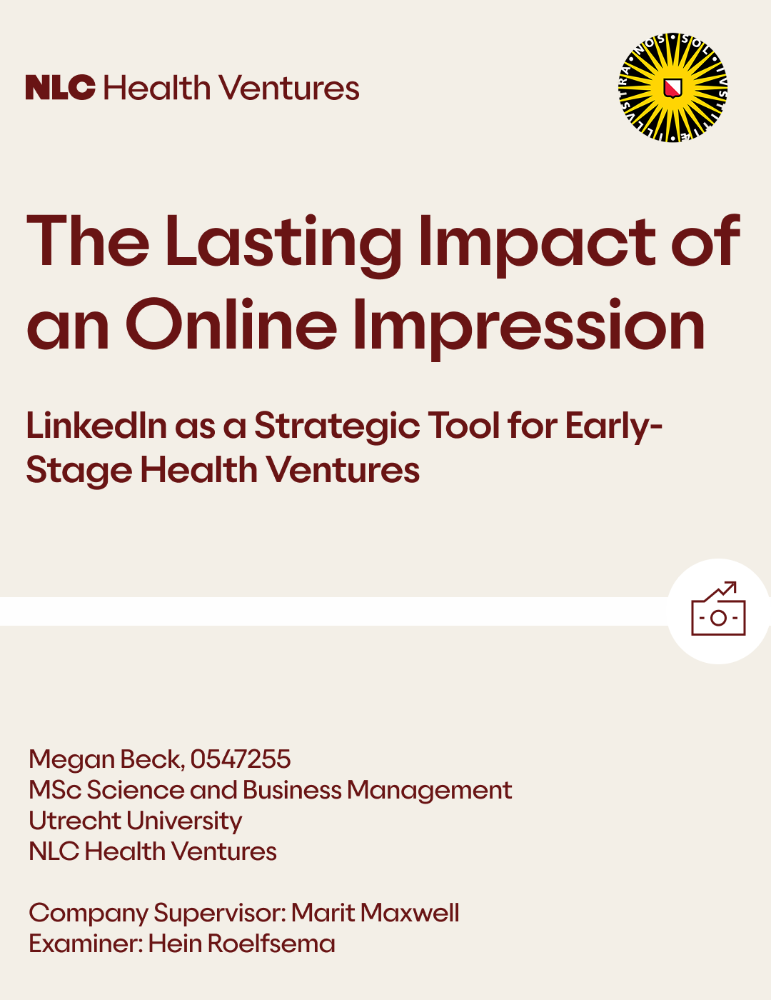 NLC Health Ventures
SOL · IVSTITIÆ · ILLVSTRA · NOS ·
The Lasting Impact of
an Online Impression
LinkedIn as a Strategic Tool for Early-
Stage Health Ventures
Megan Beck, 0547255
MSc Science and Business Management
Utrecht University
NLC Health Ventures
Company Supervisor: Marit Maxwell
Examiner: Hein Roelfsema